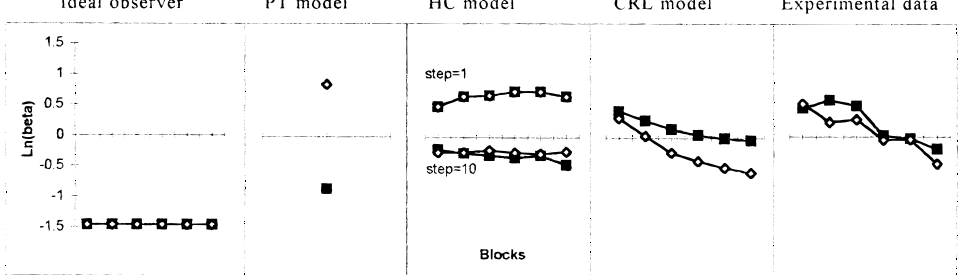 Ideal observer PT model HC model CRL model Experimental data
1.5
1
0.5
0
-0.5
-1
-1.5
Ln(beta)
step=1
step=10
Blocks